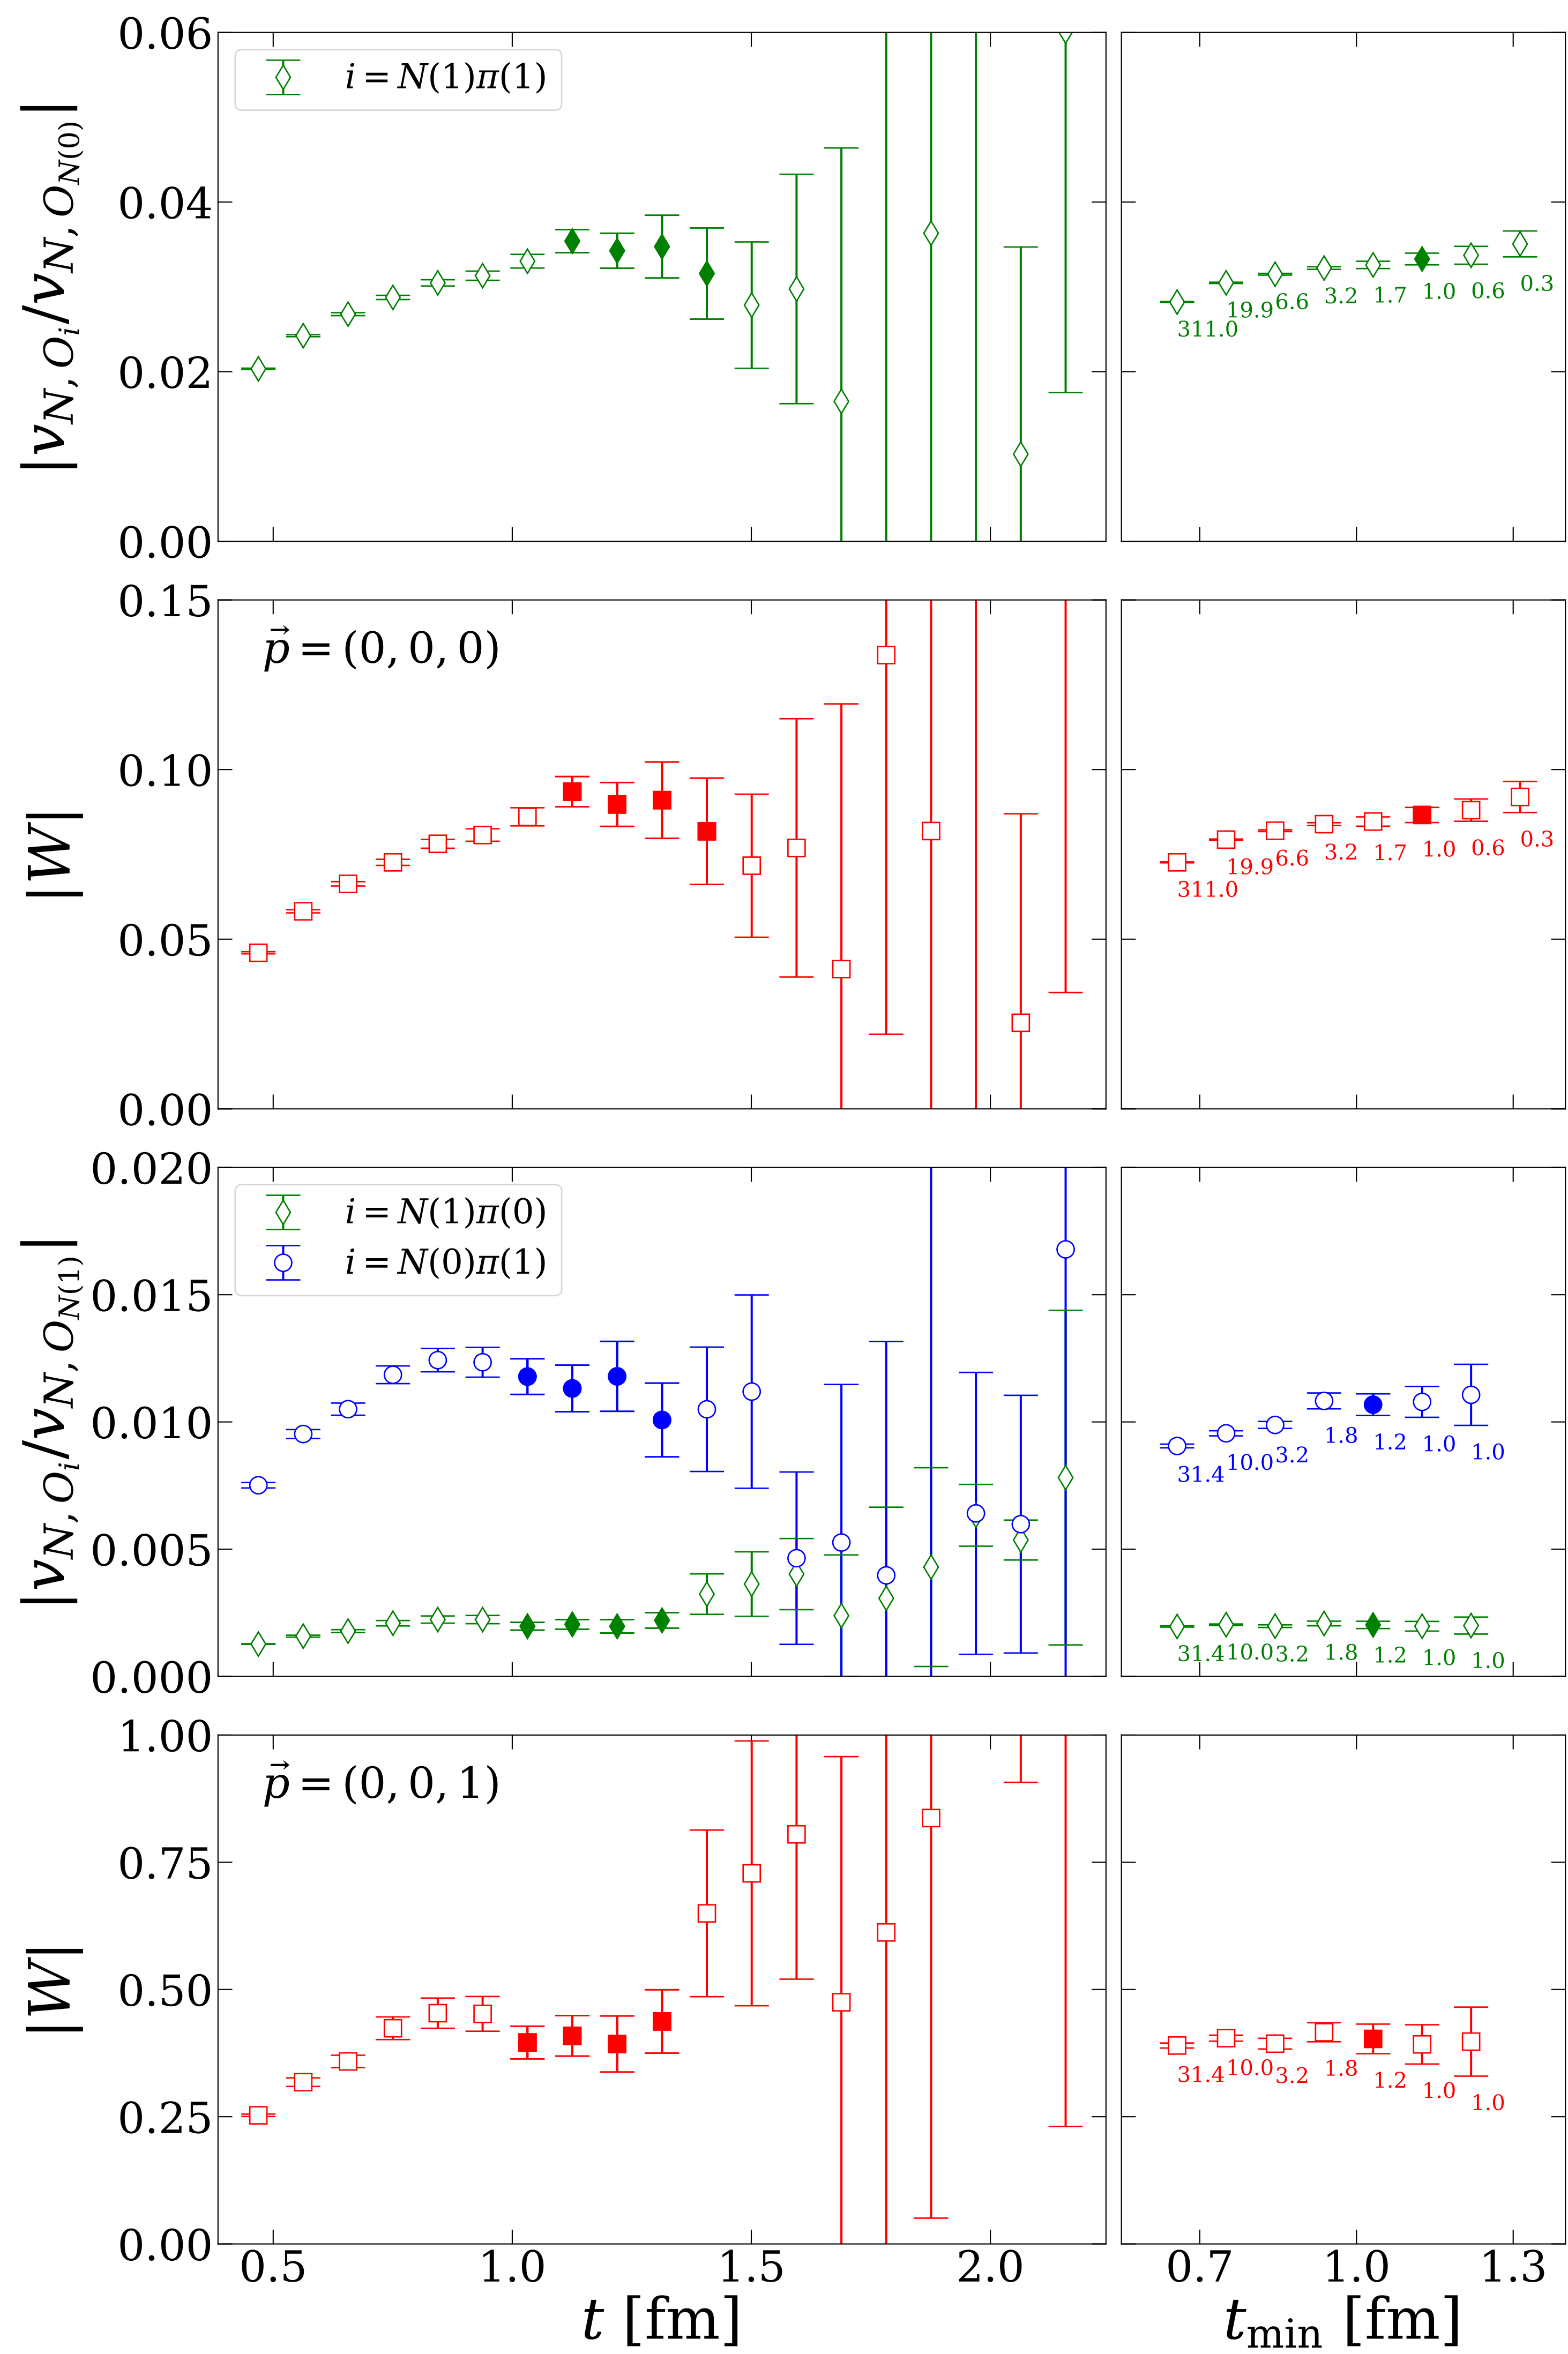 |v_{N, O_i}/v_{N, O_{N(0)}}|
0.06
0.04
0.02
0.00
i = N(1)π(1)
311.0 19.9 6.6 3.2 1.7 1.0 0.6 0.3
|W|
0.15
0.10
0.05
0.00
\vec{p} = (0, 0, 0)
311.0 19.9 6.6 3.2 1.7 1.0 0.6 0.3
|v_{N, O_i}/v_{N, O_{N(1)}}|
0.020
0.015
0.010
0.005
0.000
i = N(1)π(0)
i = N(0)π(1)
31.4 10.0 3.2 1.8 1.2 1.0 1.0
31.4 10.0 3.2 1.8 1.2 1.0 1.0
|W|
1.00
0.75
0.50
0.25
0.00
\vec{p} = (0, 0, 1)
31.4 10.0 3.2 1.8 1.2 1.0 1.0
0.5 1.0 1.5 2.0
0.7 1.0 1.3
t [fm]
t_{min} [fm]